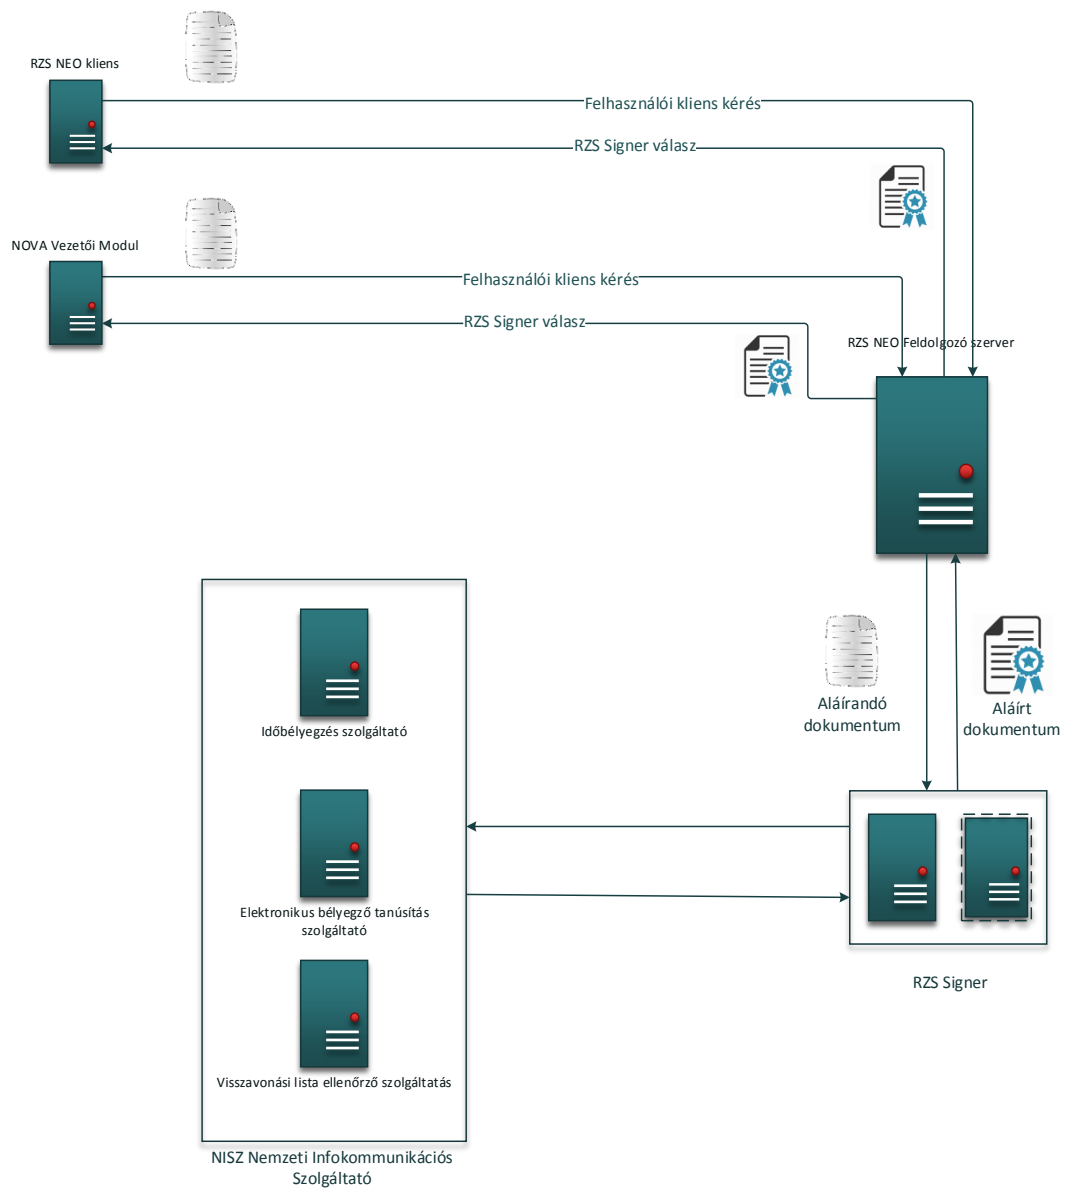 RZS NEO kliens
Felhasználói kliens kérés
RZS Signer válasz
NOVA Vezetői Modul
Felhasználói kliens kérés
RZS Signer válasz
RZS NEO Feldolgozó szerver
Aláírandó
dokumentum
Aláírt
dokumentum
Időbélyegzés szolgáltató
Elektronikus bélyegző tanúsítás
szolgáltató
RZS Signer
Visszavonási lista ellenőrző szolgáltatás
NISZ Nemzeti Infokommunikációs
Szolgáltató